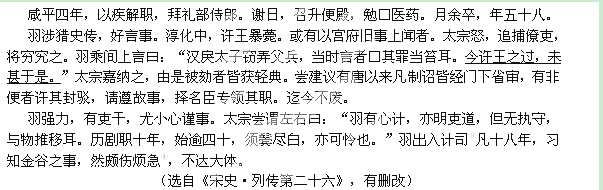 咸平四年，以疾解职，拜礼部侍郎。谢日，召升便殿，勉口医药。月余卒，年五十八。
羽涉猎史传，好言事。淳化中，许王暴薨。或有以宫府旧事上闻者。太宗怒，追捕僚吏，
将穷究之。羽乘间上言曰：“汉戾太子窃弄父兵，当时言者口其罪当笞耳。今许王之过，未
甚于是。”太宗嘉纳之，由是被劾者皆获轻典。尝建议有唐以来凡制诏皆经门下省审，有非
便者许其封驳，请遵故事，择名臣专领其职。迄今不废。
羽强力，有吏干，尤小心谨事。太宗尝谓左右曰：“羽有心计，亦明吏道，但无执守，
与物推移耳。历剧职十年，始逾四十，须鬓尽白，亦可怜也。”羽出入计司 凡十八年，习
知金谷之事，然颇伤烦急 ，不达大体。
（选自《宋史·列传第二十六》，有删改）